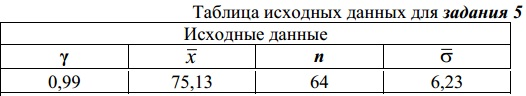 Таблица исходных данных для задания 5
Исходные данные
γ x̄ n σ̄
0,99 75,13 64 6,23